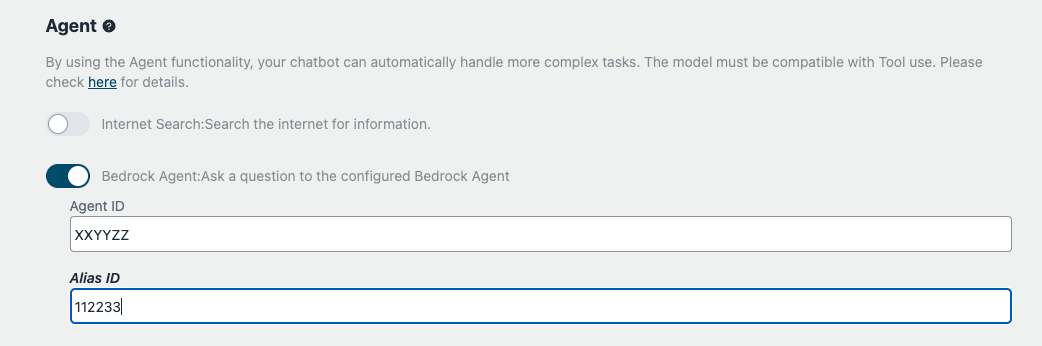 Agent
By using the Agent functionality, your chatbot can automatically handle more complex tasks. The model must be compatible with Tool use. Please
check here for details.
Internet Search:Search the internet for information.
Bedrock Agent:Ask a question to the configured Bedrock Agent
Agent ID
XXYYZZ
Alias ID
112233